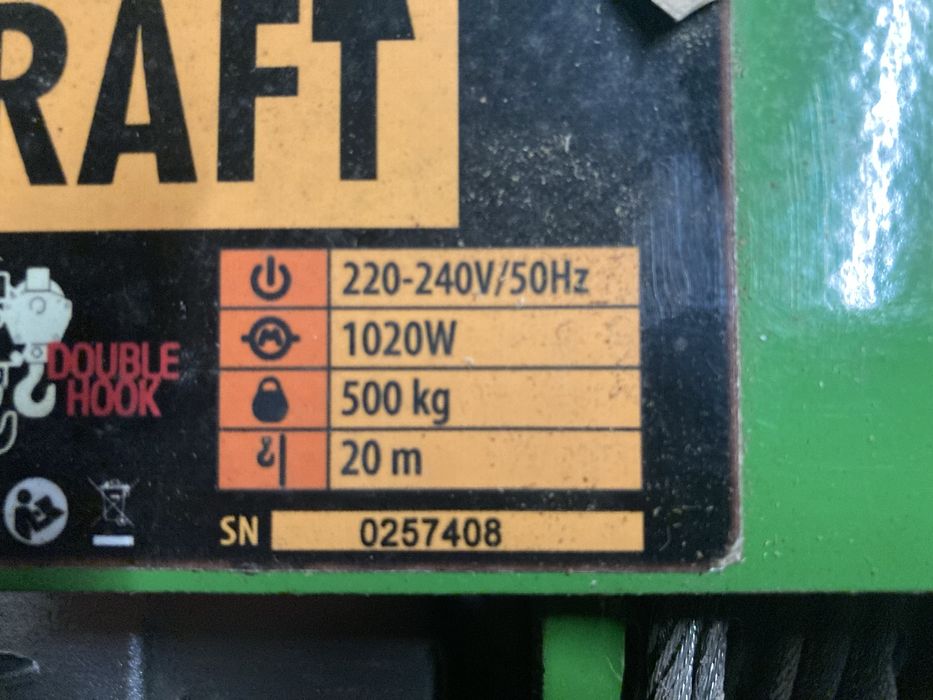 RAFT
220-240V/50Hz
1020W
DOUBLE
HOOK
500 kg
20 m
SN 0257408